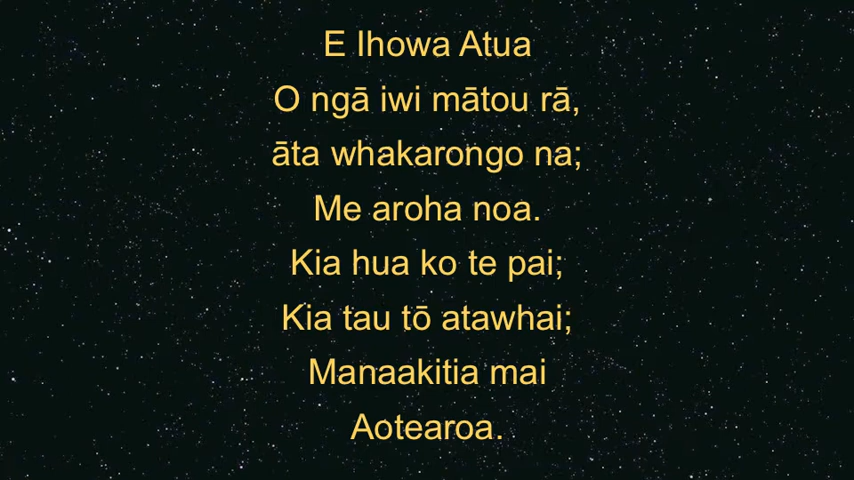 E Ihowa Atua
O ngā iwi mātou rā,
āta whakarongo na;
Me aroha noa.
Kia hua ko te pai;
Kia tau tō atawhai;
Manaakitia mai
Aotearoa.